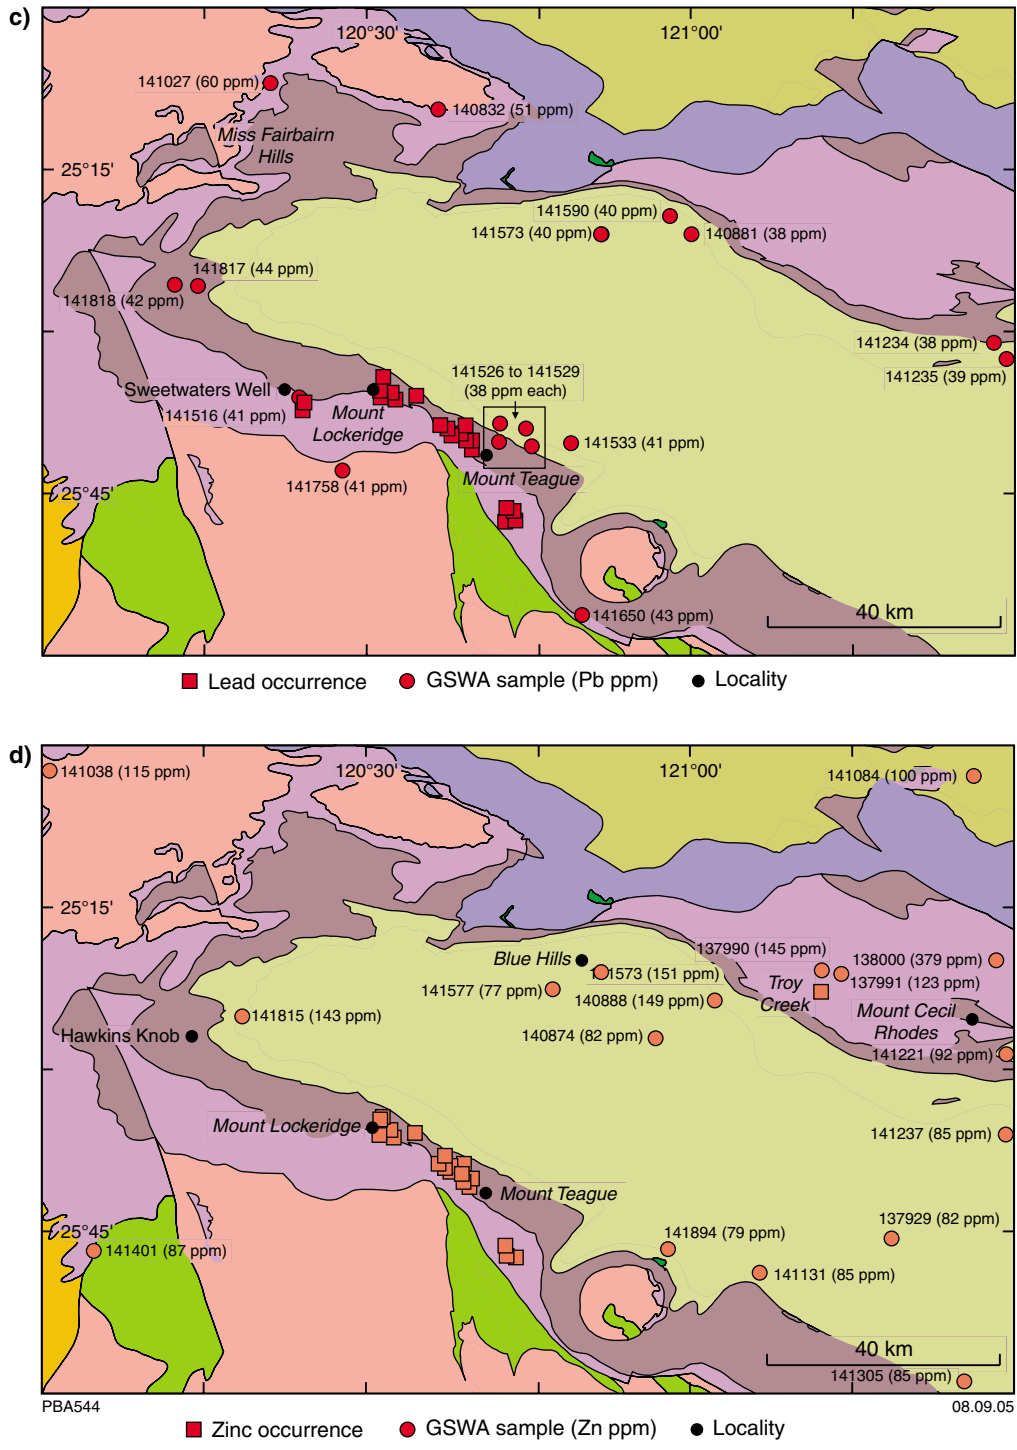 c)
120°30'
121°00'
141027 (60 ppm)
140832 (51 ppm)
Miss Fairbairn
Hills
25°15'
141590 (40 ppm)
141573 (40 ppm)
140881 (38 ppm)
141817 (44 ppm)
141818 (42 ppm)
141234 (38 ppm)
141235 (39 ppm)
141526 to 141529
(38 ppm each)
Sweetwaters Well
141516 (41 ppm)
Mount
Lockeridge
141533 (41 ppm)
Mount Teague
141758 (41 ppm)
25°45'
141650 (43 ppm)
40 km
Lead occurrence
GSWA sample (Pb ppm)
Locality
d)
120°30'
121°00'
141038 (115 ppm)
141084 (100 ppm)
25°15'
137990 (145 ppm)
Blue Hills
138000 (379 ppm)
141573 (151 ppm)
137991 (123 ppm)
141577 (77 ppm)
Troy
Creek
140888 (149 ppm)
Mount Cecil
Rhodes
141815 (143 ppm)
Hawkins Knob
140874 (82 ppm)
141221 (92 ppm)
Mount Lockeridge
141237 (85 ppm)
Mount Teague
25°45'
137929 (82 ppm)
141894 (79 ppm)
141401 (87 ppm)
141131 (85 ppm)
40 km
141305 (85 ppm)
PBA544
08.09.05
Zinc occurrence
GSWA sample (Zn ppm)
Locality